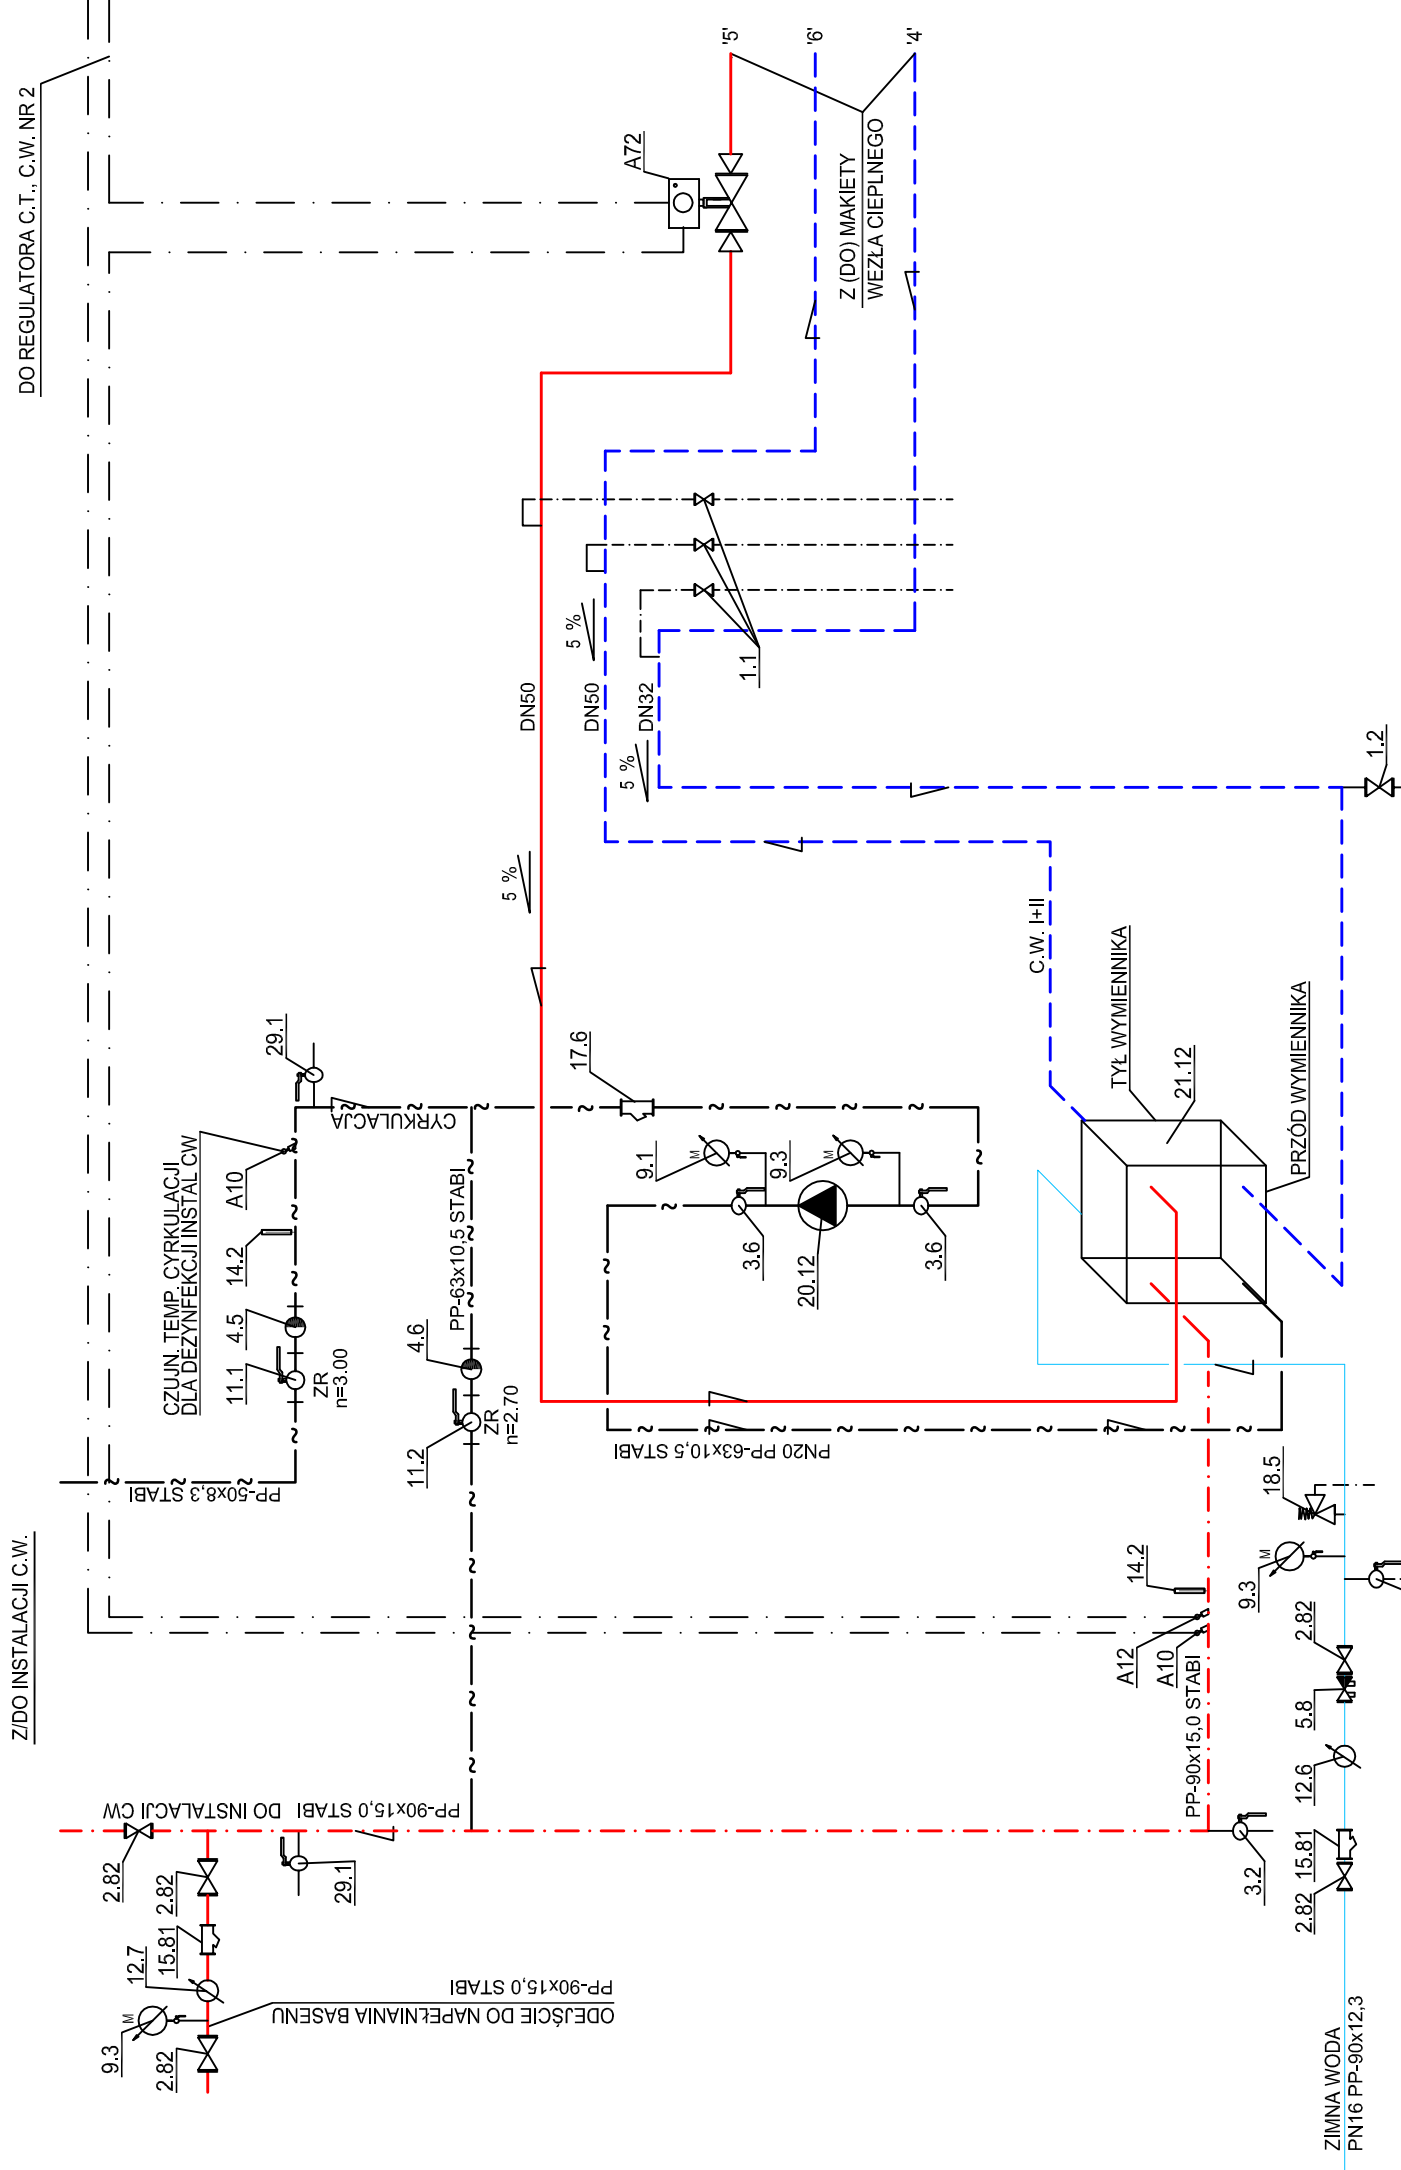 Z/DO INSTALACJI C.W.
DO REGULATORA C.T., C.W. NR 2
A72
'5'
'6'
'4'
Z (DO) MAKIETY
WEZŁA CIEPLNEGO
DN50
5 %
DN50
5 %
DN32
5 %
1.1
1.2
C.W. I+II
TYŁ WYMIENNIKA
21.12
PRZÓD WYMIENNIKA
29.1
CYRKULACJA
17.6
CZUJN. TEMP. CYRKULACJI
DLA DEZYNFEKCJI INSTAL CW
A10
14.2
4.5
11.1
ZR
n=3.00
PP-50x8,3 STABI
PP-63x10,5 STABI
4.6
11.2
ZR
n=2.70
9.1
M
9.3
M
3.6
20.12
3.6
PN20 PP-63x10,5 STABI
18.5
9.3
M
14.2
A12
A10
PP-90x15,0 STABI
2.82
5.8
12.6
15.81
2.82
3.2
DO INSTALACJI CW
PP-90x15,0 STABI
2.82
29.1
2.82
15.81
12.7
9.3
M
2.82
PP-90x15,0 STABI
ODEJŚCIE DO NAPEŁNIANIA BASENU
ZIMNA WODA
PN16 PP-90x12,3